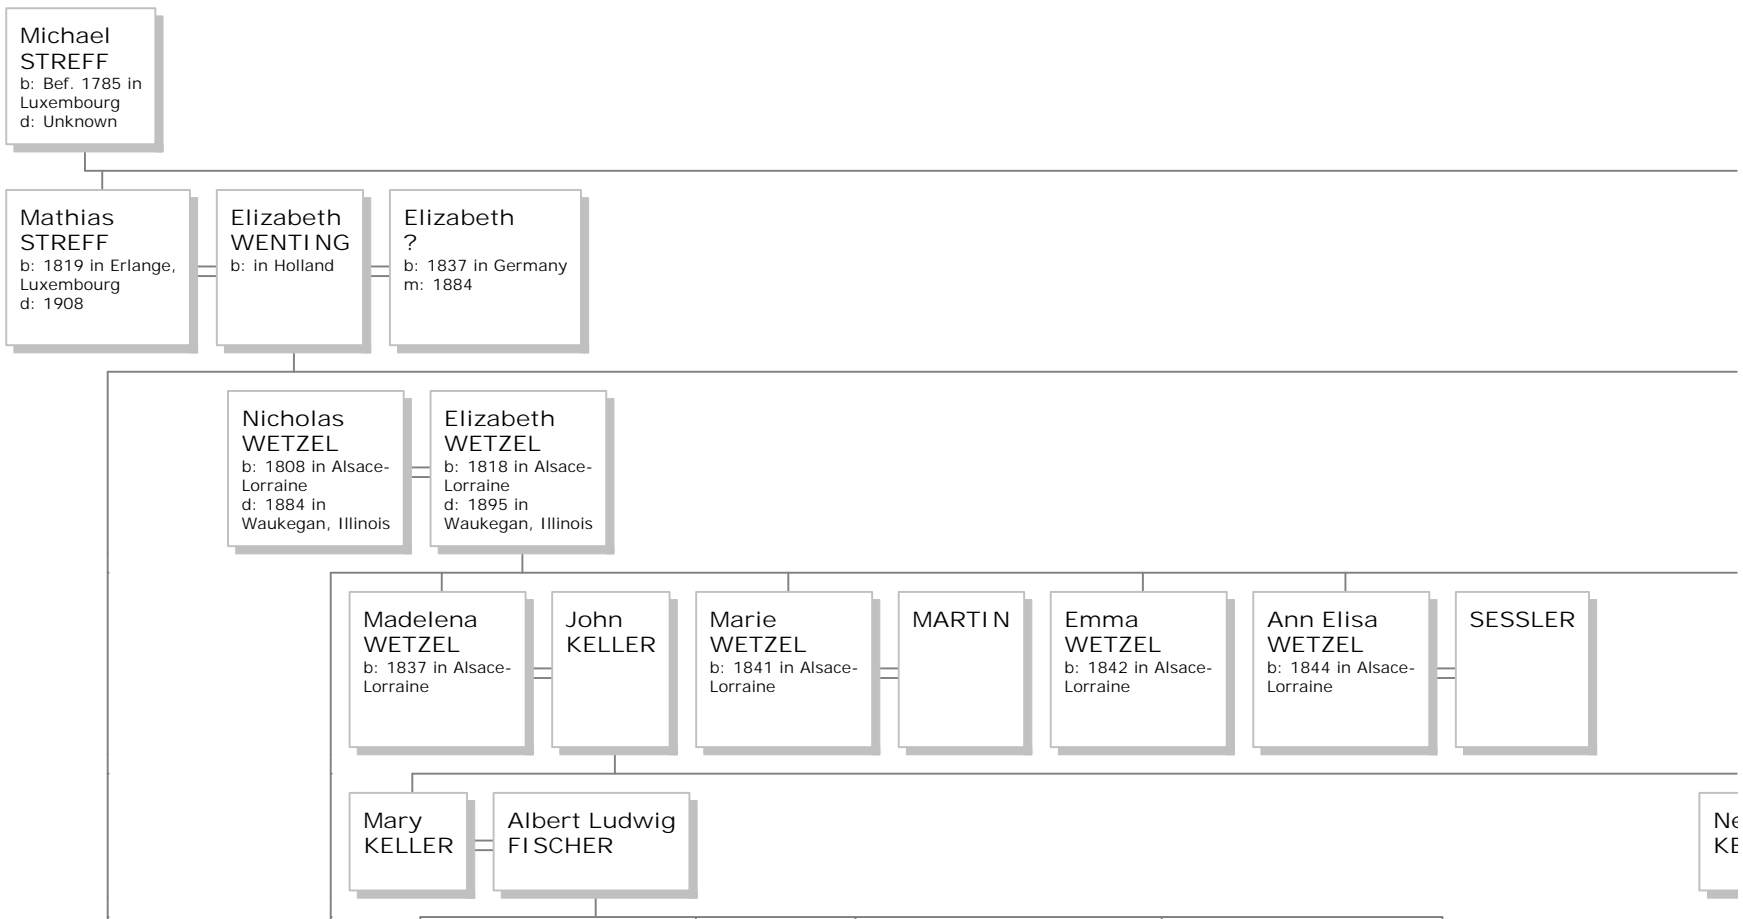 Michael
STREFF
b: Bef. 1785 in
Luxembourg
d: Unknown
Mathias
STREFF
b: 1819 in Erlange,
Luxembourg
d: 1908
Elizabeth
WENTING
b: in Holland
Elizabeth
?
b: 1837 in Germany
m: 1884
Nicholas
WETZEL
b: 1808 in Alsace-
Lorraine
d: 1884 in
Waukegan, Illinois
Elizabeth
WETZEL
b: 1818 in Alsace-
Lorraine
d: 1895 in
Waukegan, Illinois
Madelena
WETZEL
b: 1837 in Alsace-
Lorraine
John
KELLER
Marie
WETZEL
b: 1841 in Alsace-
Lorraine
MARTIN
Emma
WETZEL
b: 1842 in Alsace-
Lorraine
Ann Elisa
WETZEL
b: 1844 in Alsace-
Lorraine
SESSLER
Mary
KELLER
Albert Ludwig
FISCHER